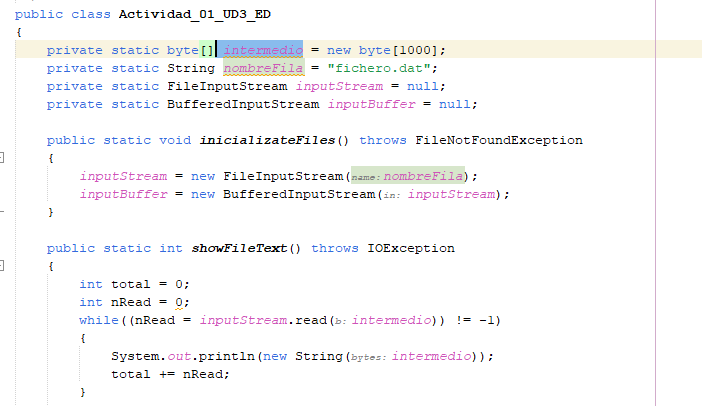 public class Actividad_01_UD3_ED
{
private static byte[] intermedio = new byte[1000];
private static String nombreFila = "fichero.dat";
private static FileInputStream inputStream = null;
private static BufferedInputStream inputBuffer = null;
public static void inicializateFiles() throws FileNotFoundException
{
inputStream = new FileInputStream(name: nombreFila);
inputBuffer = new BufferedInputStream(in: inputStream);
}
public static int showFileText() throws IOException
{
int total = 0;
int nRead = 0;
while((nRead = inputStream.read(b: intermedio)) != -1)
{
System.out.println(new String(bytes: intermedio));
total += nRead;
}